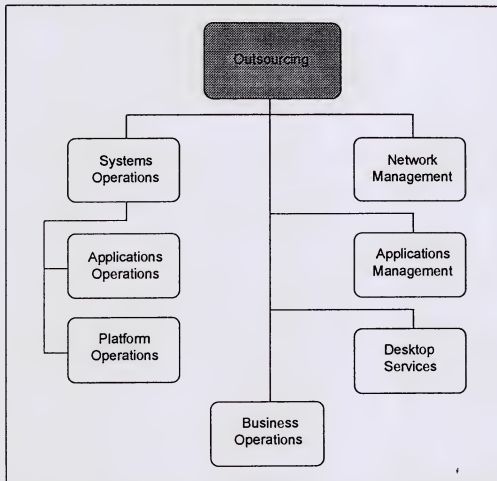 Outsourcing
Systems
Operations
Network
Management
Applications
Operations
Applications
Management
Platform
Operations
Desktop
Services
Business
Operations